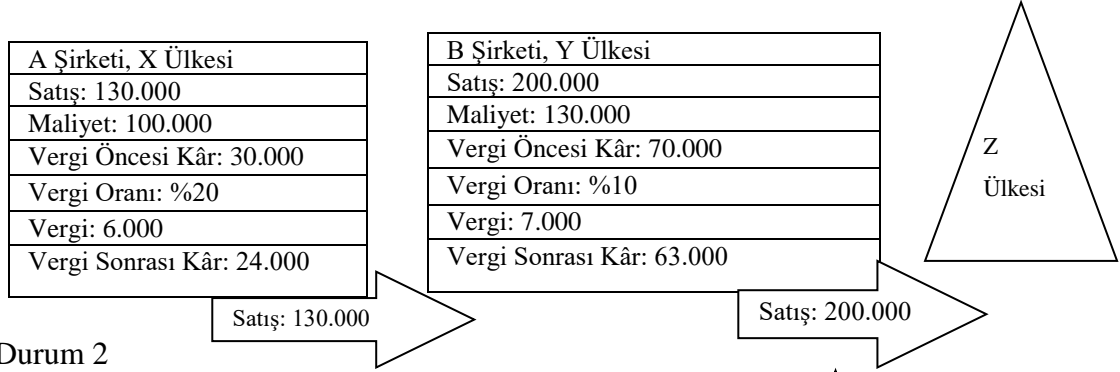 A Şirketi, X Ülkesi
Satış: 130.000
Maliyet: 100.000
Vergi Öncesi Kâr: 30.000
Vergi Oranı: %20
Vergi: 6.000
Vergi Sonrası Kâr: 24.000
Satış: 130.000
B Şirketi, Y Ülkesi
Satış: 200.000
Maliyet: 130.000
Vergi Öncesi Kâr: 70.000
Vergi Oranı: %10
Vergi: 7.000
Vergi Sonrası Kâr: 63.000
Satış: 200.000
Z
Ülkesi
Durum 2